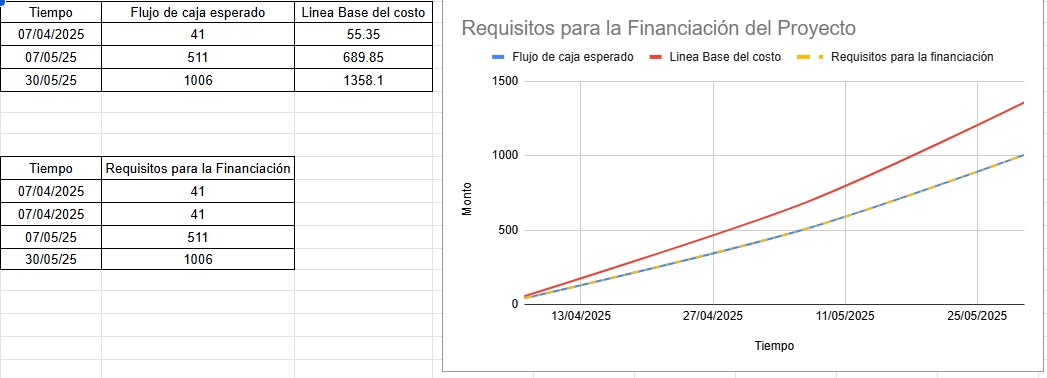 Tiempo Flujo de caja esperado Linea Base del costo
07/04/2025 41 55.35
07/05/25 511 689.85
30/05/25 1006 1358.1
Tiempo Requisitos para la Financiación
07/04/2025 41
07/04/2025 41
07/05/25 511
30/05/25 1006
Requisitos para la Financiación del Proyecto
Flujo de caja esperado Linea Base del costo Requisitos para la financiación
1500
1000
500
0
Monto
13/04/2025 27/04/2025 11/05/2025 25/05/2025
Tiempo